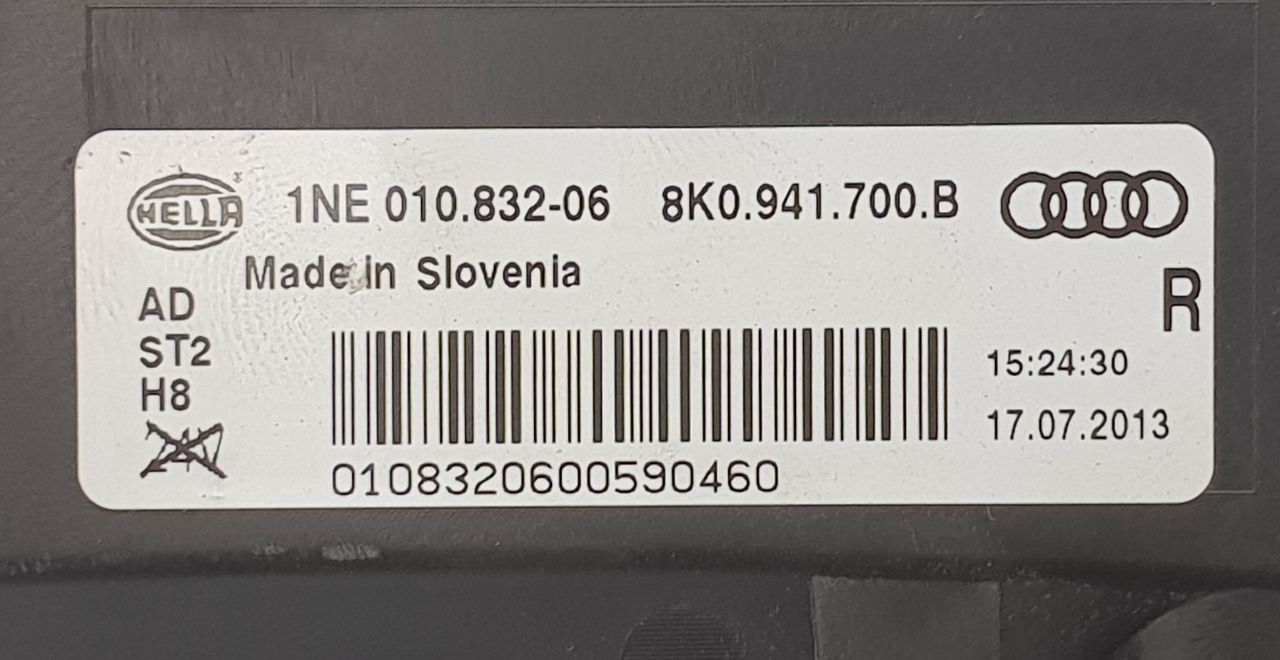 HELLA 1NE 010.832-06 8K0.941.700.B
Made in Slovenia
R
AD
ST2
H8
15:24:30
17.07.2013
0108320600590460